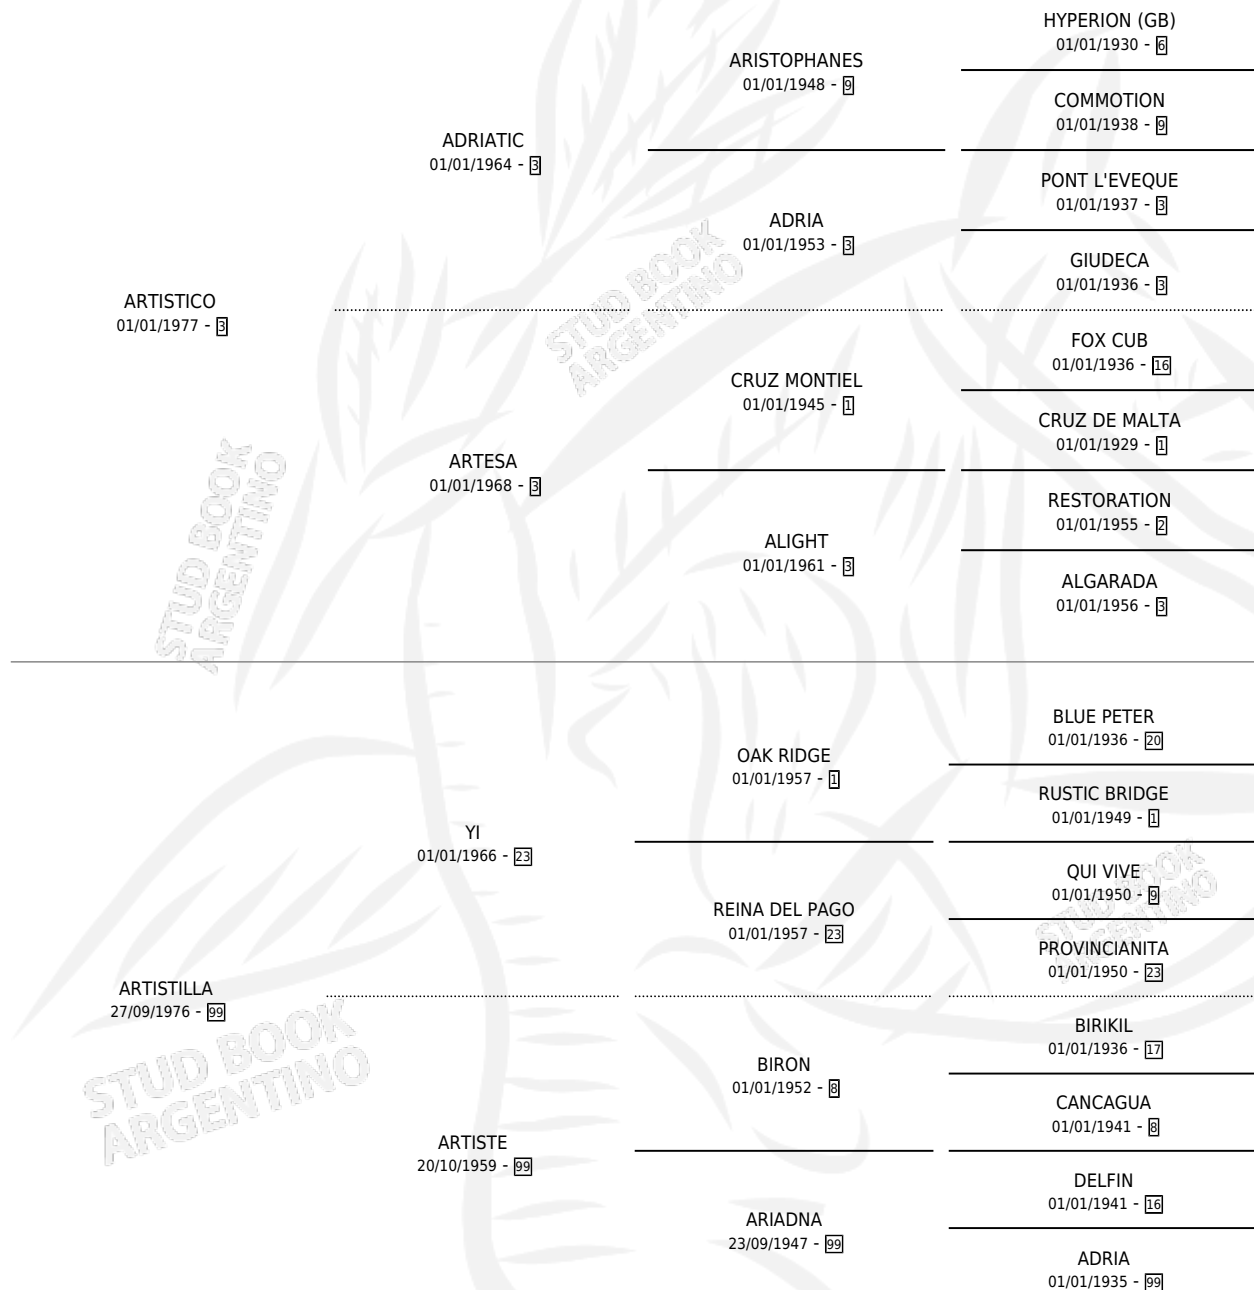 HYPERION (GB)
01/01/1930 - 6
ARISTOPHANES
01/01/1948 - 9
COMMOTION
01/01/1938 - 9
ADRIATIC
01/01/1964 - 3
PONT L'EVEQUE
01/01/1937 - 3
ADRIA
01/01/1953 - 3
GIUDECA
01/01/1936 - 3
ARTISTICO
01/01/1977 - 3
FOX CUB
01/01/1936 - 16
CRUZ MONTIEL
01/01/1945 - 1
CRUZ DE MALTA
01/01/1929 - 1
ARTESA
01/01/1968 - 3
RESTORATION
01/01/1955 - 2
ALIGHT
01/01/1961 - 3
ALGARADA
01/01/1956 - 3
BLUE PETER
01/01/1936 - 20
OAK RIDGE
01/01/1957 - 1
RUSTIC BRIDGE
01/01/1949 - 1
YI
01/01/1966 - 23
QUI VIVE
01/01/1950 - 9
REINA DEL PAGO
01/01/1957 - 23
PROVINCIANITA
01/01/1950 - 23
ARTISTILLA
27/09/1976 - 99
BIRIKIL
01/01/1936 - 17
BIRON
01/01/1952 - 8
CANCAGUA
01/01/1941 - 8
ARTISTE
20/10/1959 - 99
DELFIN
01/01/1941 - 16
ARIADNA
23/09/1947 - 99
ADRIA
01/01/1935 - 99
STUD BOOK
ARGENTINO
STUD BOOK
ARGENTINO
STUD BOOK
ARGENTINO
STUD BOOK
ARGENTINO